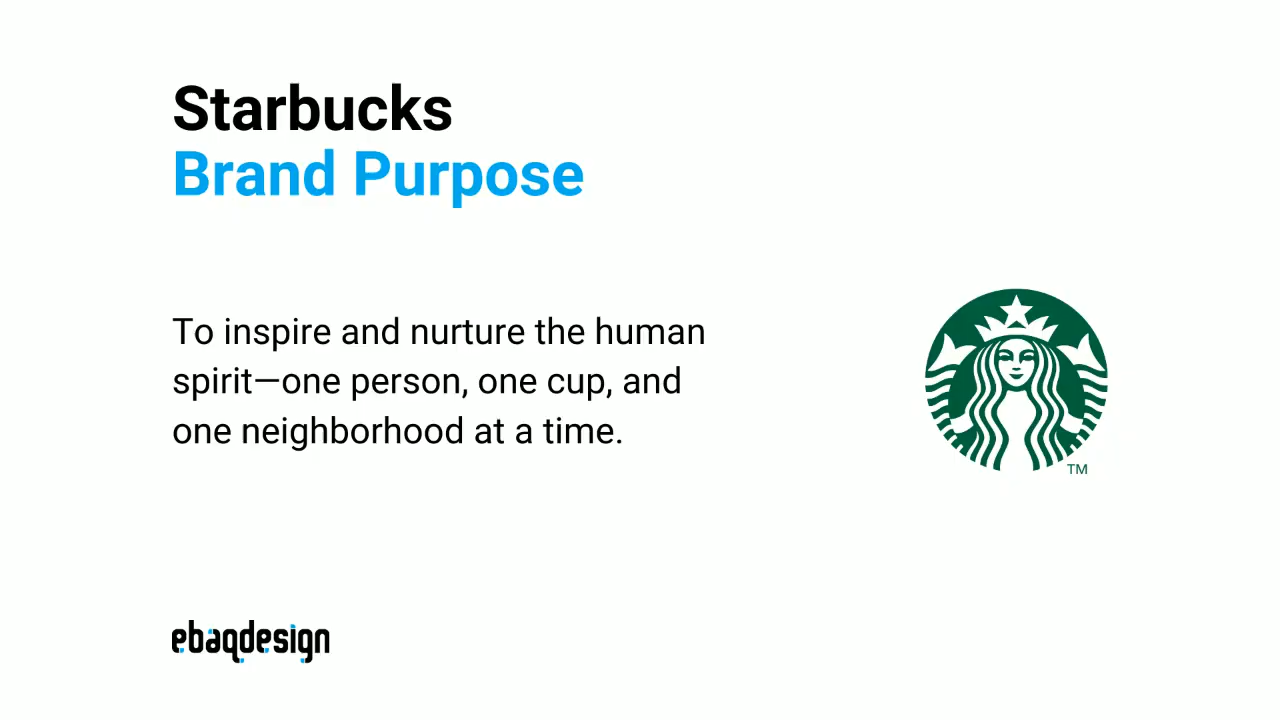 Starbucks
Brand Purpose
To inspire and nurture the human
spirit—one person, one cup, and
one neighborhood at a time.
TM
ebaqdesign